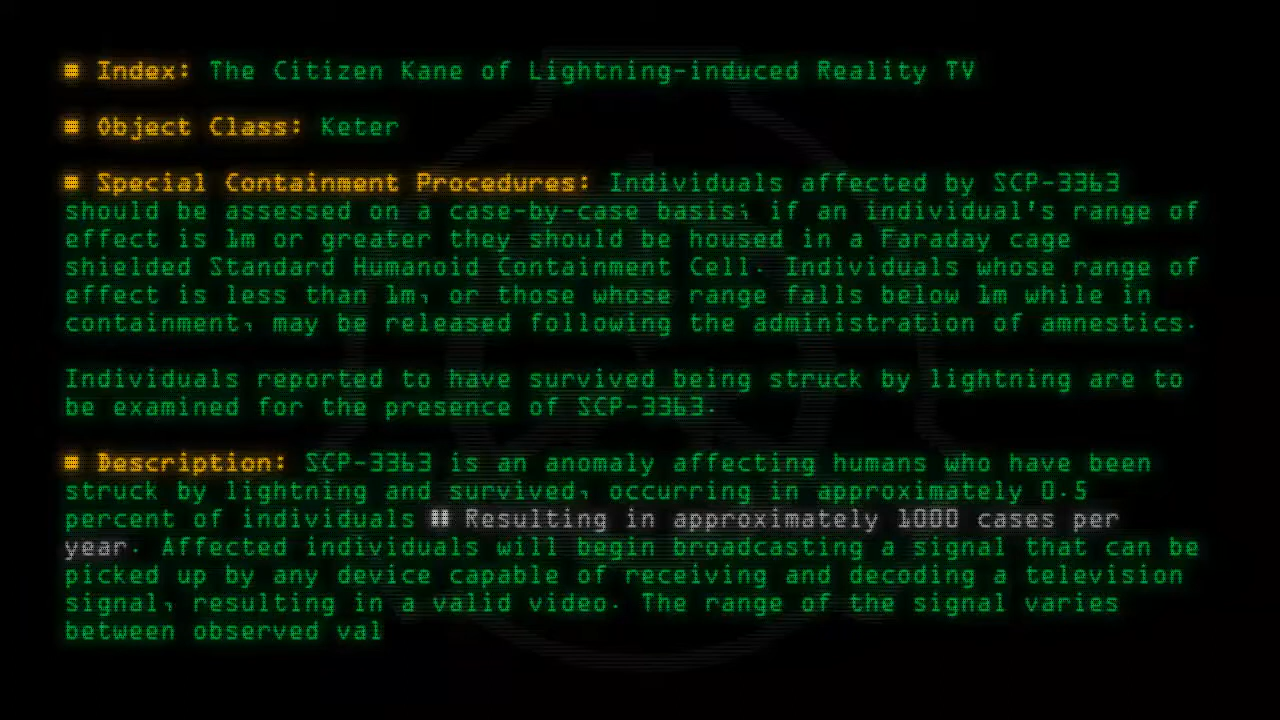 ■ Index: The Citizen Kane of Lightning-induced Reality TV
■ Object Class: Keter
■ Special Containment Procedures: Individuals affected by SCP-3363
should be assessed on a case-by-case basis; if an individual's range of
effect is 1m or greater they should be housed in a Faraday cage
shielded Standard Humanoid Containment Cell. Individuals whose range of
effect is less than 1m, or those whose range falls below 1m while in
containment, may be released following the administration of amnestics.
Individuals reported to have survived being struck by lightning are to
be examined for the presence of SCP-3363.
■ Description: SCP-3363 is an anomaly affecting humans who have been
struck by lightning and survived, occurring in approximately 0.5
percent of individuals ⏸ Resulting in approximately 1000 cases per
year. Affected individuals will begin broadcasting a signal that can be
picked up by any device capable of receiving and decoding a television
signal, resulting in a valid video. The range of the signal varies
between observed val